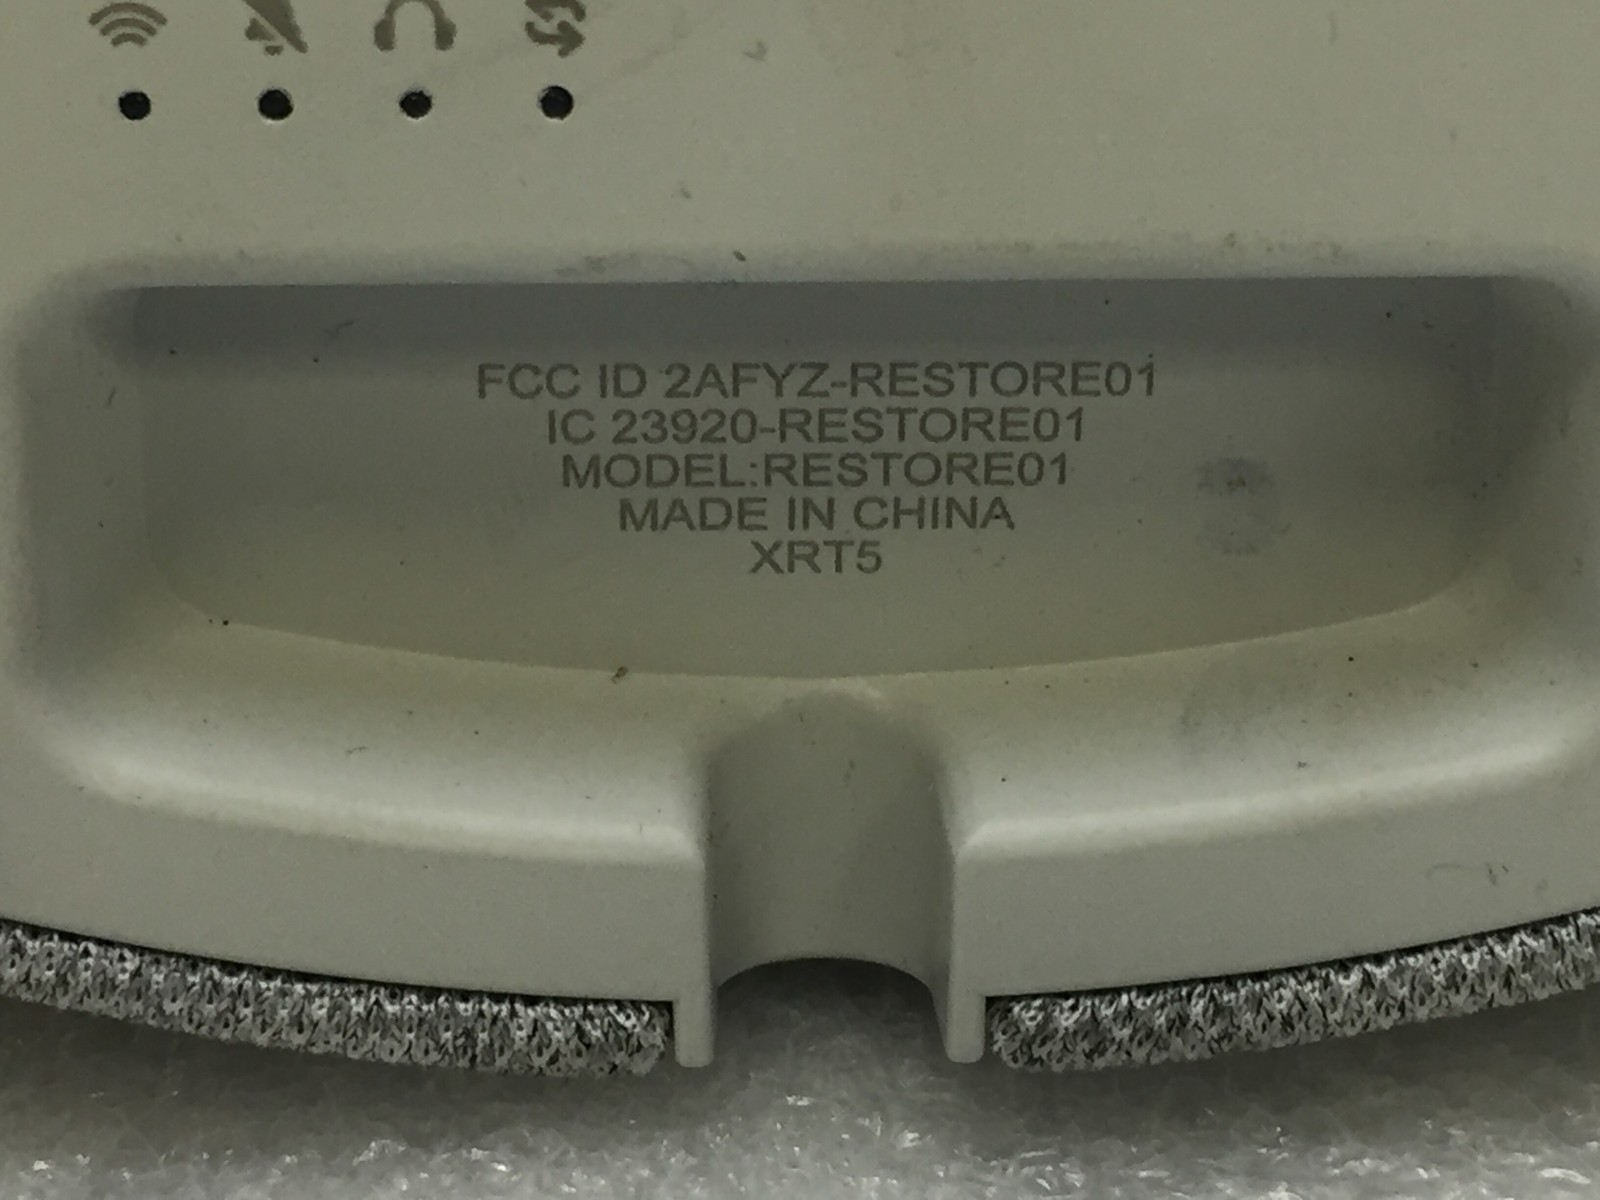 FCC ID 2AFYZ-RESTORE01
IC 23920-RESTORE01
MODEL:RESTORE01
MADE IN CHINA
XRT5